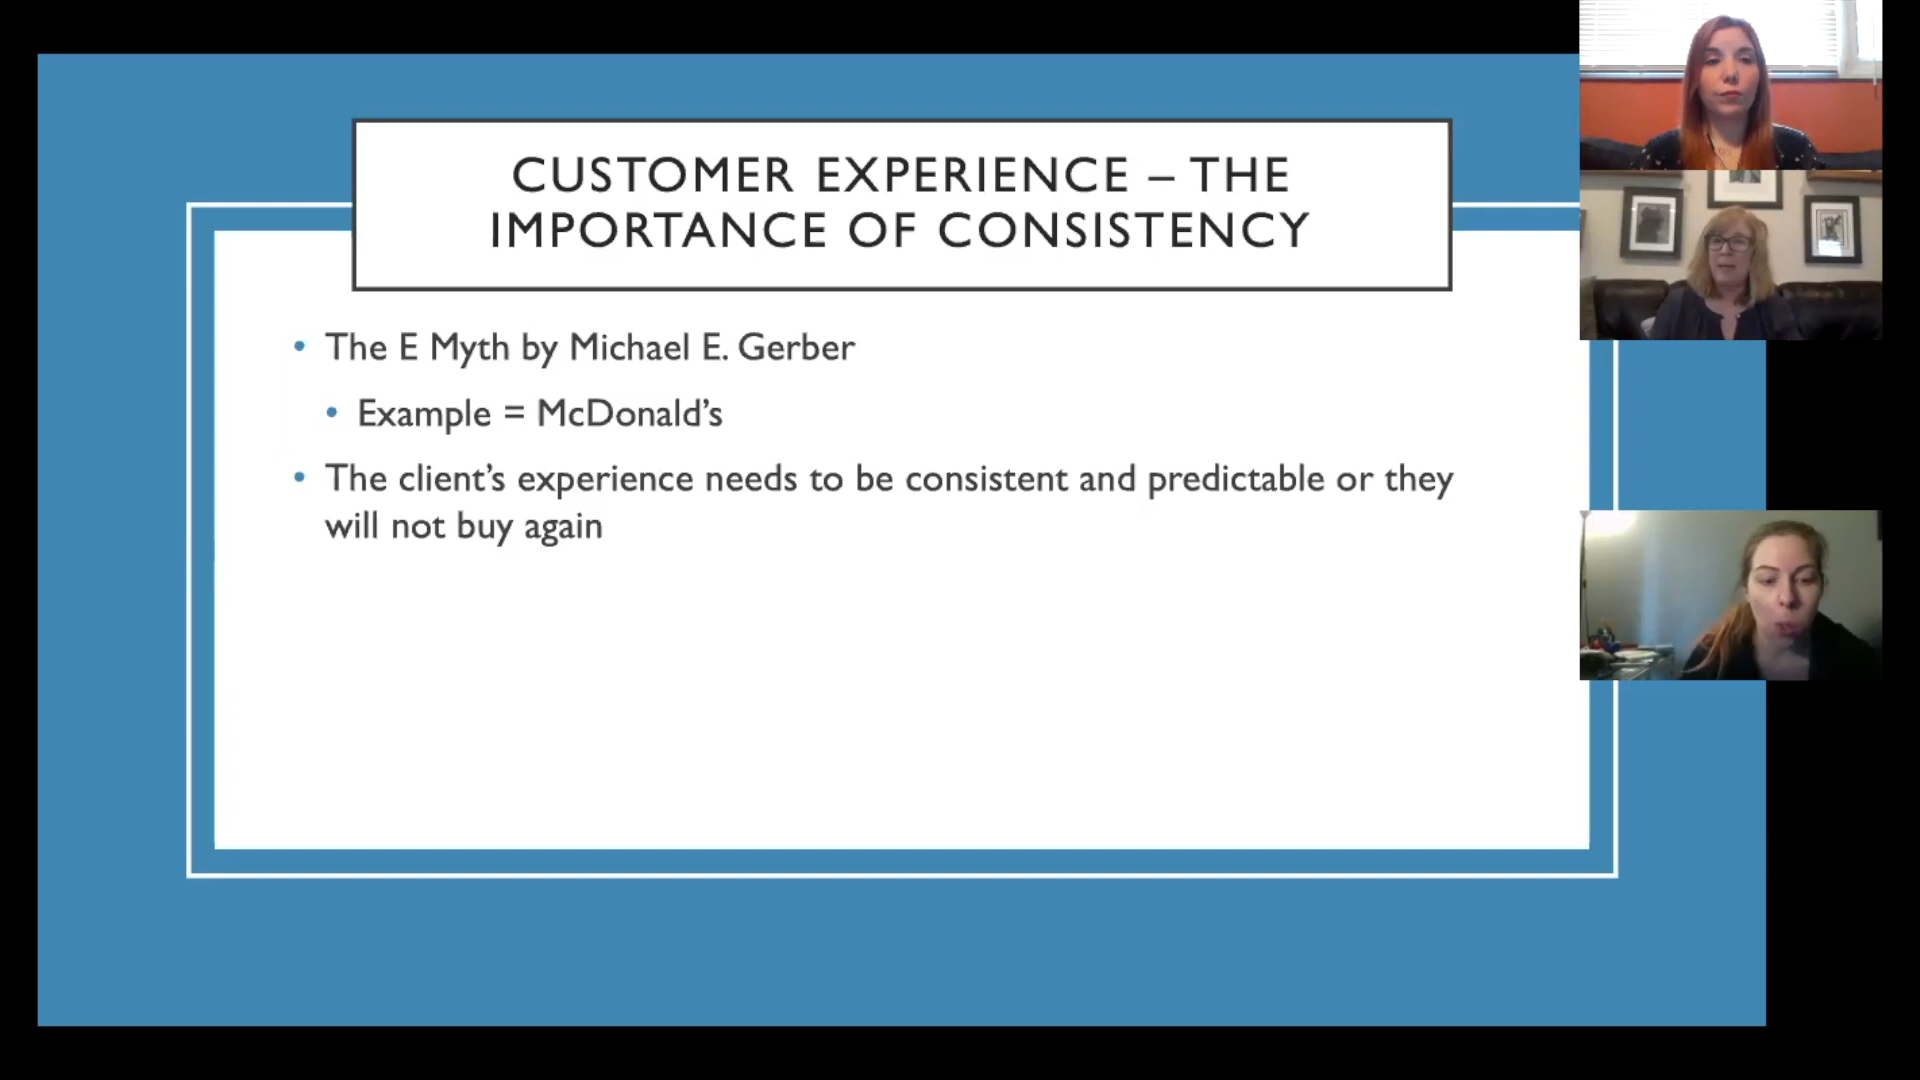 CUSTOMER EXPERIENCE – THE
IMPORTANCE OF CONSISTENCY
• The E Myth by Michael E. Gerber
• Example = McDonald’s
• The client’s experience needs to be consistent and predictable or they
will not buy again